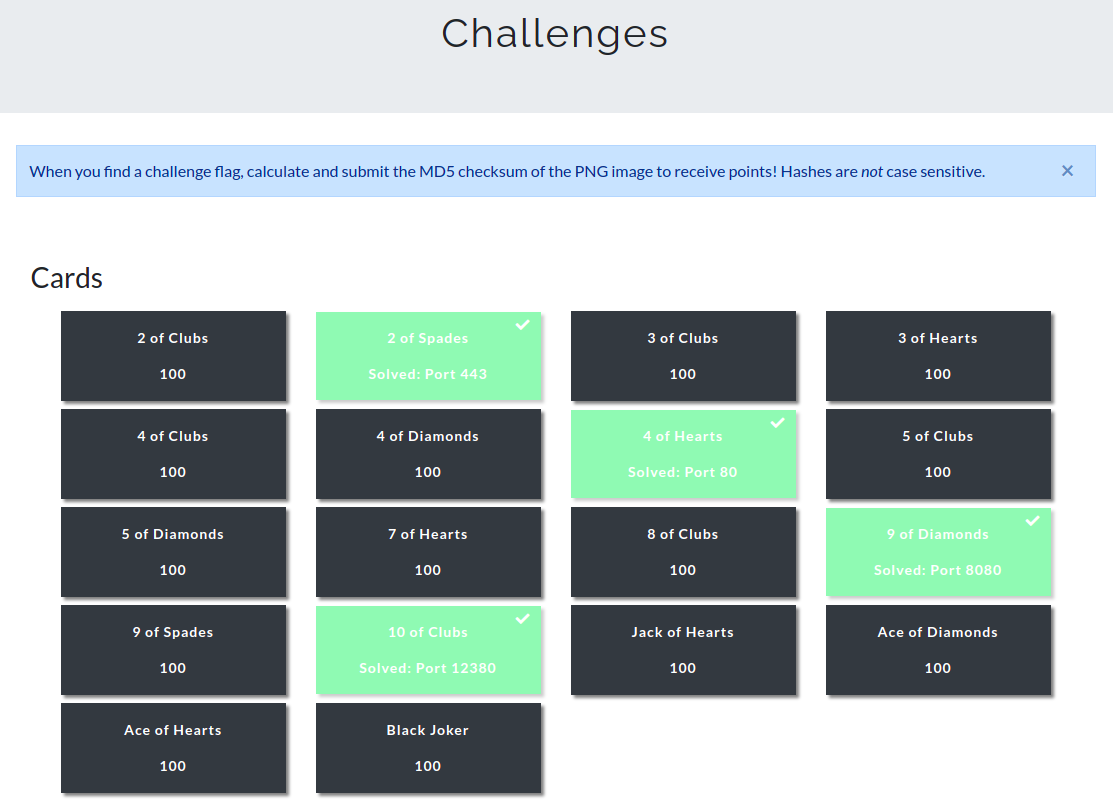 Challenges
When you find a challenge flag, calculate and submit the MD5 checksum of the PNG image to receive points! Hashes are not case sensitive. ×
Cards
2 of Clubs
100
2 of Spades
Solved: Port 443
3 of Clubs
100
3 of Hearts
100
4 of Clubs
100
4 of Diamonds
100
4 of Hearts
Solved: Port 80
5 of Clubs
100
5 of Diamonds
100
7 of Hearts
100
8 of Clubs
100
9 of Diamonds
Solved: Port 8080
9 of Spades
100
10 of Clubs
Solved: Port 12380
Jack of Hearts
100
Ace of Diamonds
100
Ace of Hearts
100
Black Joker
100